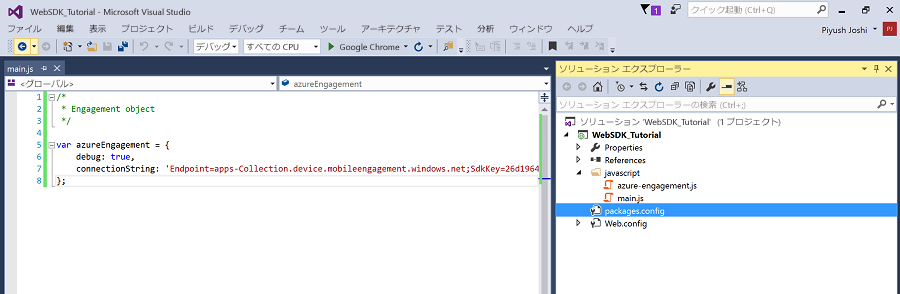 WebSDK_Tutorial - Microsoft Visual Studio
1
クイック起動 (Ctrl+Q)
ファイル 編集 表示 プロジェクト ビルド デバッグ チーム ツール アーキテクチャ テスト 分析 ウィンドウ ヘルプ
Piyush Joshi PJ
デバッグ すべての CPU Google Chrome
main.js
<グローバル> azureEngagement
1 /*
2 * Engagement object
3 */
4
5 var azureEngagement = {
6 debug: true,
7 connectionString: 'Endpoint=apps-Collection.device.mobileengagement.windows.net;SdkKey=26d1964
8 };
ソリューション エクスプローラー
ソリューション エクスプローラーの検索 (Ctrl+;)
ソリューション 'WebSDK_Tutorial' (1 プロジェクト)
WebSDK_Tutorial
Properties
References
javascript
azure-engagement.js
main.js
packages.config
Web.config